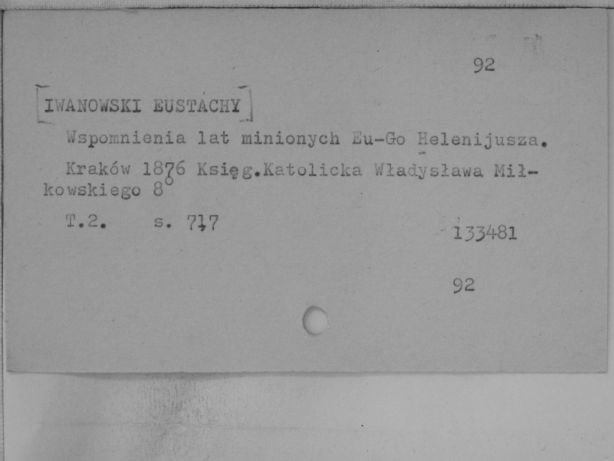 92
[IWANOWSKI EUSTACHY]
Wspomnienia lat minionych Eu-Go Helenijusza.
Kraków 1876 Księg.Katolicka Władysława Mił-
kowskiego 8°
T.2. s. 717
133481
92